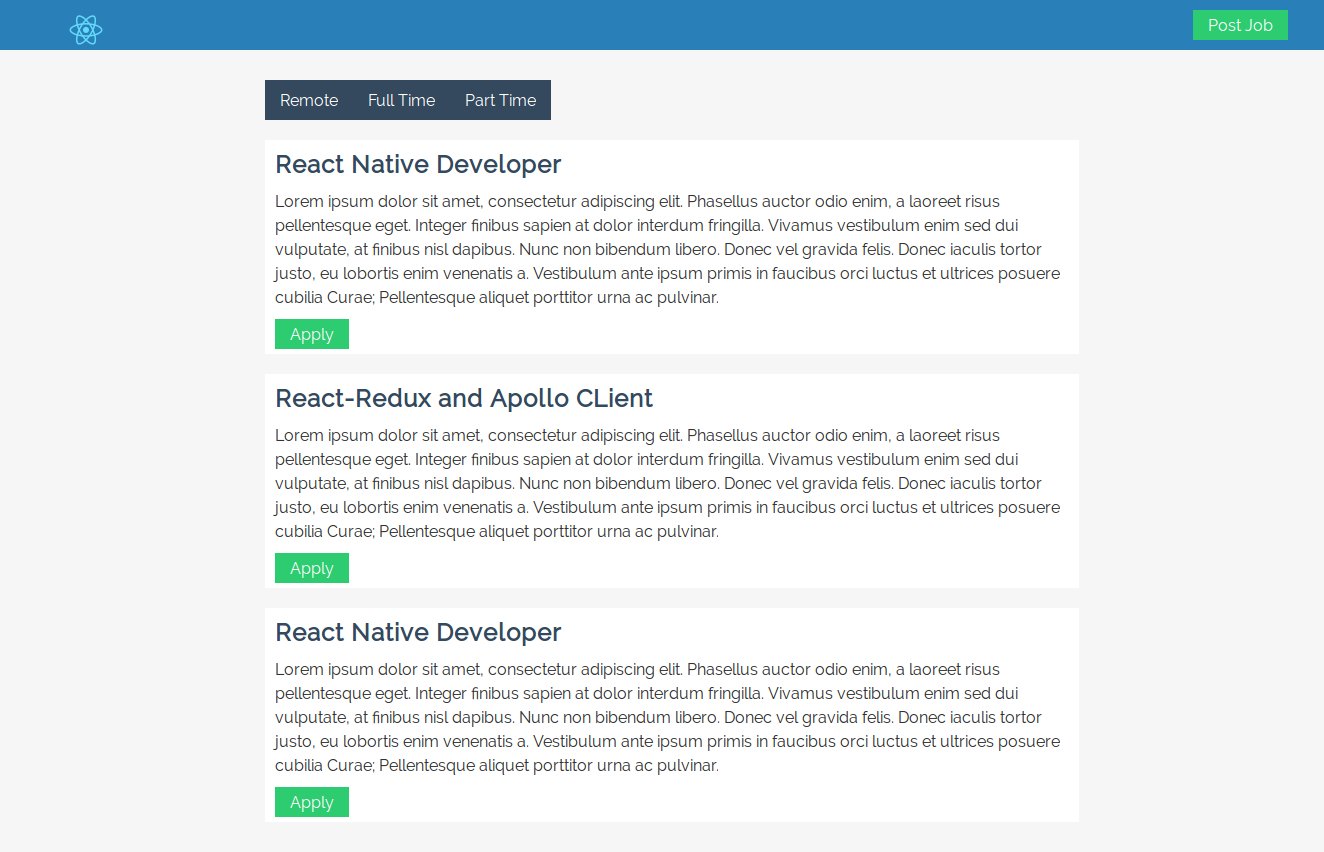 Post Job
Remote Full Time Part Time
React Native Developer
Lorem ipsum dolor sit amet, consectetur adipiscing elit. Phasellus auctor odio enim, a laoreet risus
pellentesque eget. Integer finibus sapien at dolor interdum fringilla. Vivamus vestibulum enim sed dui
vulputate, at finibus nisl dapibus. Nunc non bibendum libero. Donec vel gravida felis. Donec iaculis tortor
justo, eu lobortis enim venenatis a. Vestibulum ante ipsum primis in faucibus orci luctus et ultrices posuere
cubilia Curae; Pellentesque aliquet porttitor urna ac pulvinar.
Apply
React-Redux and Apollo CLient
Lorem ipsum dolor sit amet, consectetur adipiscing elit. Phasellus auctor odio enim, a laoreet risus
pellentesque eget. Integer finibus sapien at dolor interdum fringilla. Vivamus vestibulum enim sed dui
vulputate, at finibus nisl dapibus. Nunc non bibendum libero. Donec vel gravida felis. Donec iaculis tortor
justo, eu lobortis enim venenatis a. Vestibulum ante ipsum primis in faucibus orci luctus et ultrices posuere
cubilia Curae; Pellentesque aliquet porttitor urna ac pulvinar.
Apply
React Native Developer
Lorem ipsum dolor sit amet, consectetur adipiscing elit. Phasellus auctor odio enim, a laoreet risus
pellentesque eget. Integer finibus sapien at dolor interdum fringilla. Vivamus vestibulum enim sed dui
vulputate, at finibus nisl dapibus. Nunc non bibendum libero. Donec vel gravida felis. Donec iaculis tortor
justo, eu lobortis enim venenatis a. Vestibulum ante ipsum primis in faucibus orci luctus et ultrices posuere
cubilia Curae; Pellentesque aliquet porttitor urna ac pulvinar.
Apply